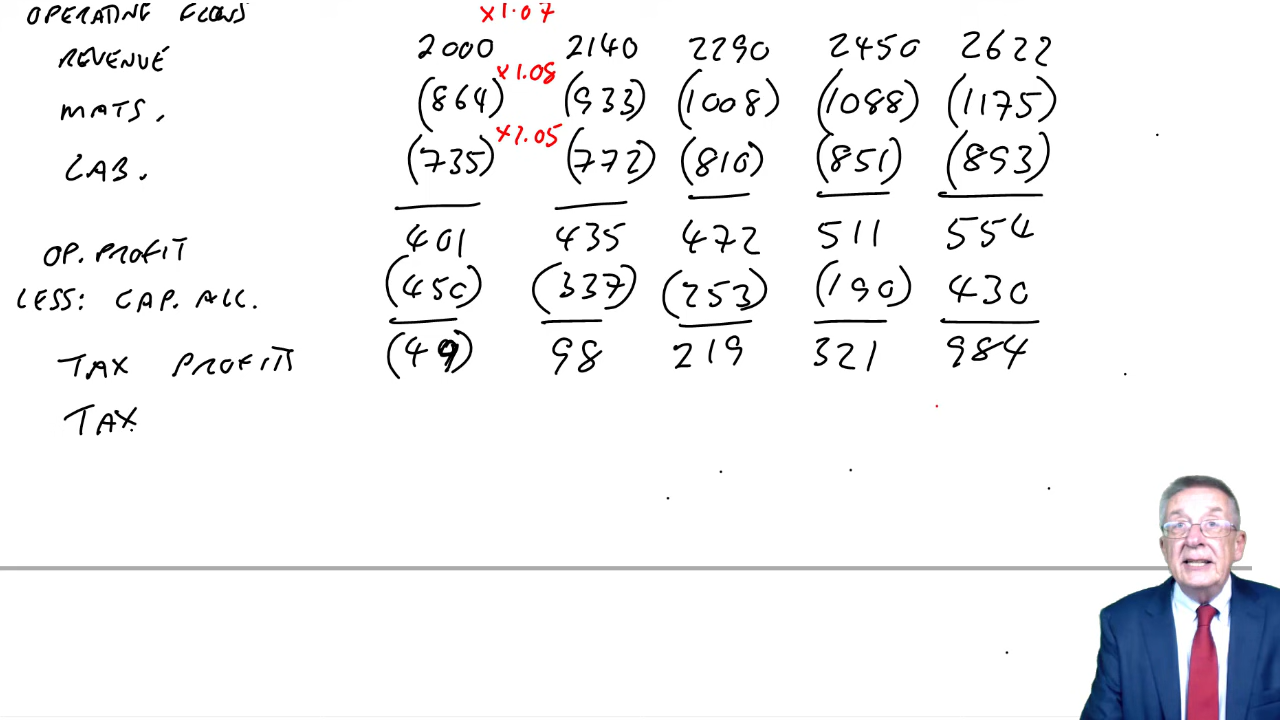 OPERATING FLOWS ×1.07
REVENUE 2000 2140 2290 2450 2622
×1.08
MATS. (864) (933) (1008) (1088) (1175)
×1.05
LAB. (735) (772) (810) (851) (893)
OP. PROFIT 401 435 472 511 554
LESS: CAP. ALL. (450) (337) (253) (190) 430
TAX PROFITS (49) 98 219 321 984
TAX